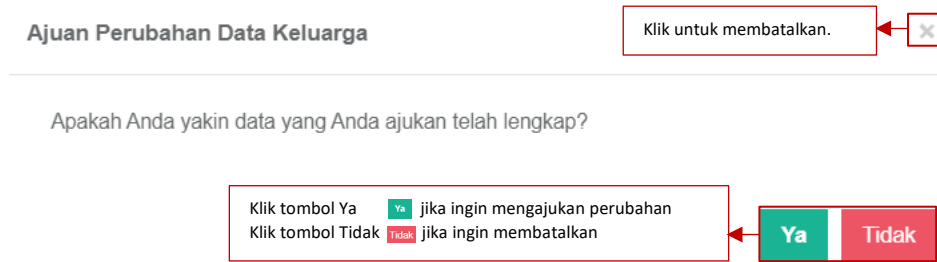 Ajuan Perubahan Data Keluarga
Klik untuk membatalkan.
×
Apakah Anda yakin data yang Anda ajukan telah lengkap?
Klik tombol Ya Ya jika ingin mengajukan perubahan
Klik tombol Tidak Tidak jika ingin membatalkan
Ya Tidak